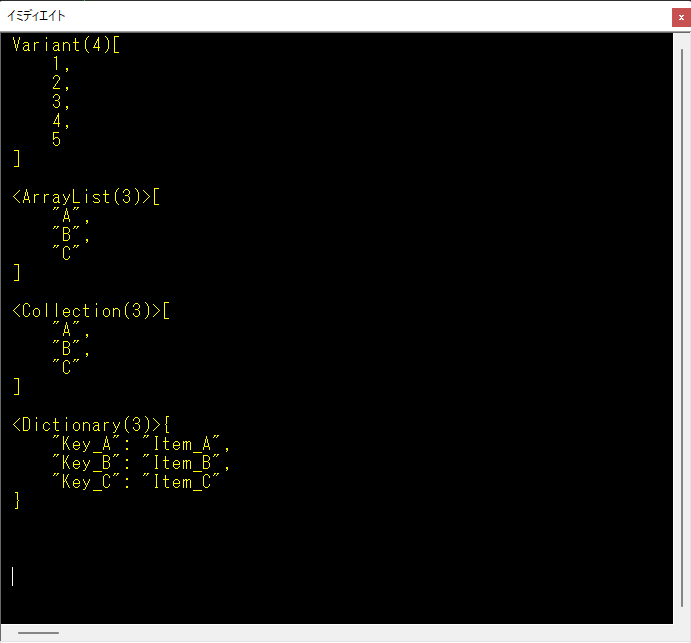 イミディエイト
Variant(4)[
    1,
    2,
    3,
    4,
    5
]
<ArrayList(3)>[
    "A",
    "B",
    "C"
]
<Collection(3)>[
    "A",
    "B",
    "C"
]
<Dictionary(3)>{
    "Key_A": "Item_A",
    "Key_B": "Item_B",
    "Key_C": "Item_C"
}